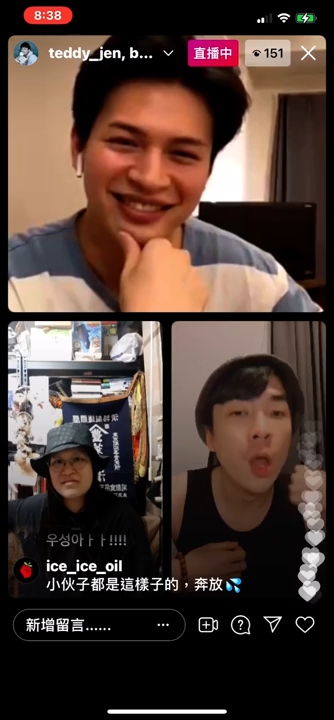 8:38
teddy_jen, b...
直播中
151
우성아ㅏㅏ!!!!
ice_ice_oil
小伙子都是這樣子的，奔放💦
新增留言......